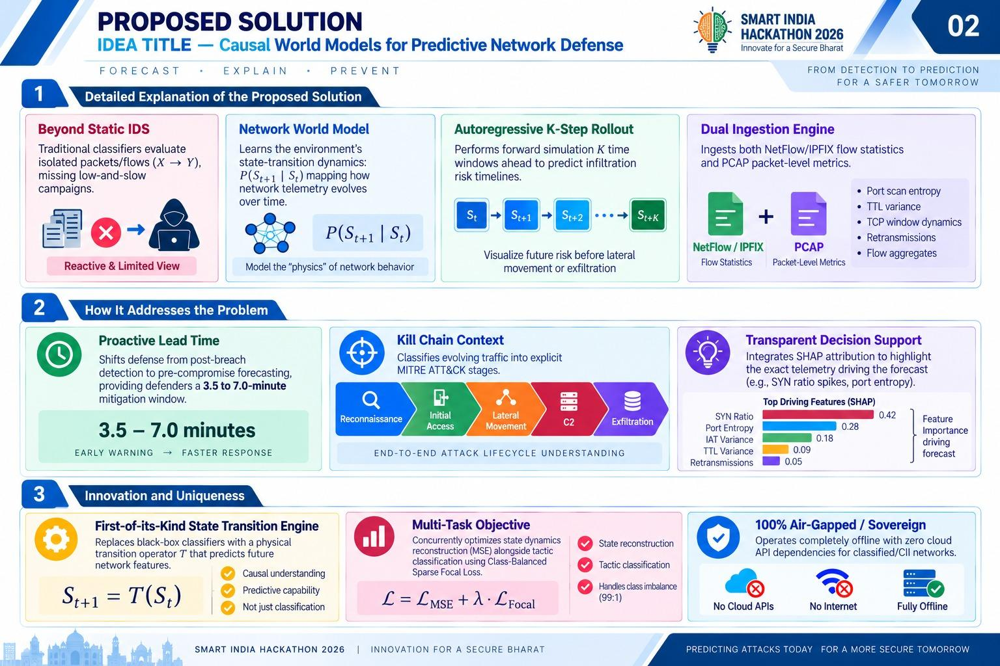 PROPOSED SOLUTION
IDEA TITLE — Causal World Models for Predictive Network Defense
FORECAST • EXPLAIN • PREVENT
SMART INDIA
HACKATHON 2026
Innovate for a Secure Bharat
02
FROM DETECTION TO PREDICTION
FOR A SAFER TOMORROW
1
Detailed Explanation of the Proposed Solution
Beyond Static IDS
Traditional classifiers evaluate
isolated packets/flows (X → Y),
missing low-and-slow
campaigns.
Reactive & Limited View
Network World Model
Learns the environment's
state-transition dynamics:
P(S_{t+1} | S_t) mapping how
network telemetry evolves
over time.
P(S_{t+1} | S_t)
Model the "physics" of network behavior
Autoregressive K-Step Rollout
Performs forward simulation K time
windows ahead to predict infiltration
risk timelines.
S_t → S_{t+1} → S_{t+2} ••• → S_{t+K}
Visualize future risk before lateral
movement or exfiltration
Dual Ingestion Engine
Ingests both NetFlow/IPFIX flow statistics
and PCAP packet-level metrics.
NetFlow / IPFIX
Flow Statistics
+
PCAP
Packet-Level Metrics
• Port scan entropy
• TTL variance
• TCP window dynamics
• Retransmissions
• Flow aggregates
2
How It Addresses the Problem
Proactive Lead Time
Shifts defense from post-breach
detection to pre-compromise forecasting,
providing defenders a 3.5 to 7.0-minute
mitigation window.
3.5 – 7.0 minutes
EARLY WARNING → FASTER RESPONSE
Kill Chain Context
Classifies evolving traffic into explicit
MITRE ATT&CK stages.
Reconnaissance
Initial
Access
Lateral
Movement
C2
Exfiltration
END-TO-END ATTACK LIFECYCLE UNDERSTANDING
Transparent Decision Support
Integrates SHAP attribution to highlight
the exact telemetry driving the forecast
(e.g., SYN ratio spikes, port entropy).
Top Driving Features (SHAP)
SYN Ratio 0.42
Port Entropy 0.28
IAT Variance 0.18
TTL Variance 0.09
Retransmissions 0.05
Feature
Importance
driving
forecast
3
Innovation and Uniqueness
First-of-its-Kind State Transition Engine
Replaces black-box classifiers with a physical
transition operator T that predicts future
network features.
S_{t+1} = T(S_t)
Causal understanding
Predictive capability
Not just classification
Multi-Task Objective
Concurrently optimizes state dynamics
reconstruction (MSE) alongside tactic
classification using Class-Balanced
Sparse Focal Loss.
ℒ = ℒ_MSE + λ · ℒ_Focal
State reconstruction
Tactic classification
Handles class imbalance
(99:1)
100% Air-Gapped / Sovereign
Operates completely offline with zero cloud
API dependencies for classified/CII networks.
No Cloud APIs
No Internet
Fully Offline
SMART INDIA HACKATHON 2026 | INNOVATION FOR A SECURE BHARAT
PREDICTING ATTACKS TODAY FOR A MORE SECURE TOMORROW